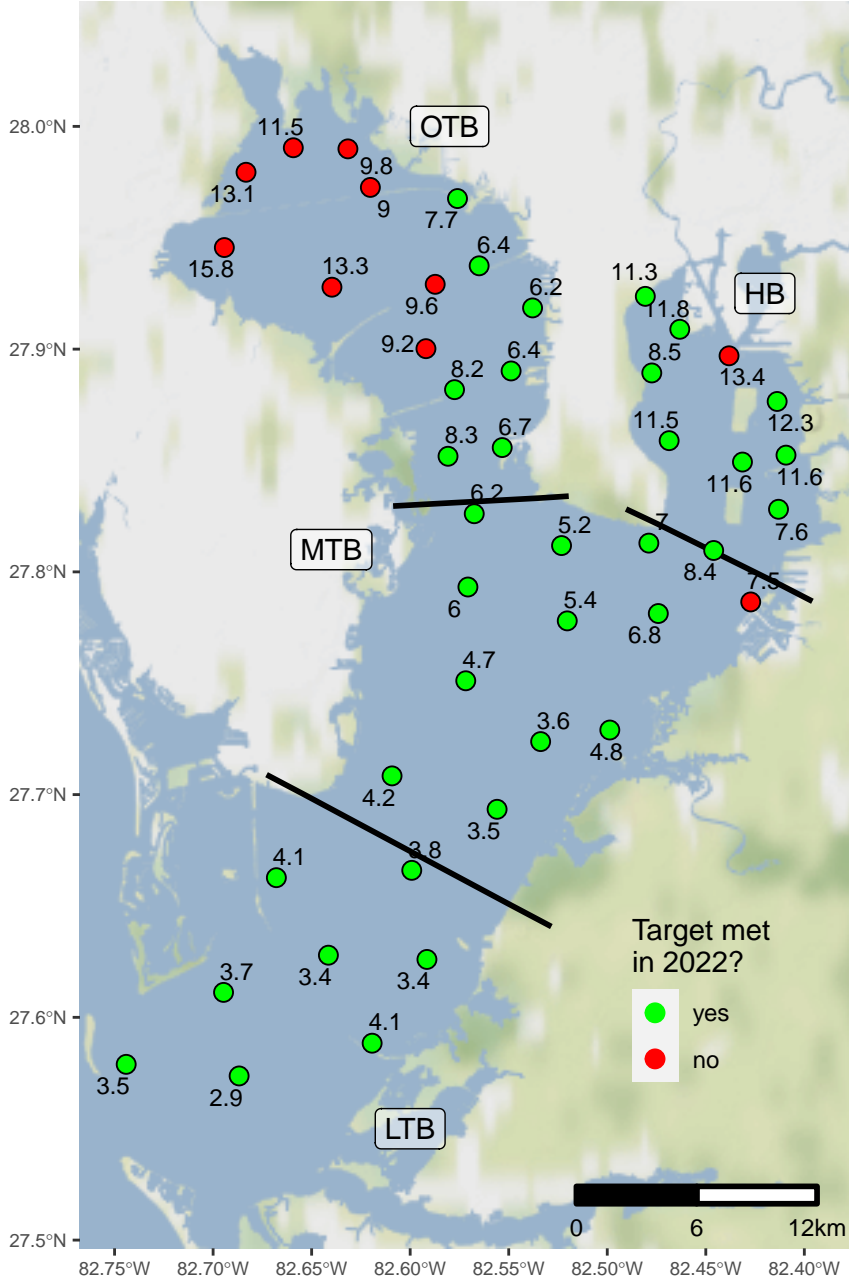 28.0°N
27.9°N
27.8°N
27.7°N
27.6°N
27.5°N
OTB
11.5
9.8
13.1
9
7.7
15.8
13.3
6.4
9.6
6.2
9.2
8.2
6.4
8.3
6.7
HB
11.3
11.8
8.5
13.4
11.5
12.3
11.6
11.6
7.6
8.4
MTB
6.2
5.2
7
7.5
6
5.4
6.8
4.7
3.6
4.8
4.2
3.5
3.8
4.1
3.4
3.4
3.7
4.1
3.5
2.9
LTB
Target met
in 2022?
yes
no
0 6 12km
82.75°W 82.70°W 82.65°W 82.60°W 82.55°W 82.50°W 82.45°W 82.40°W